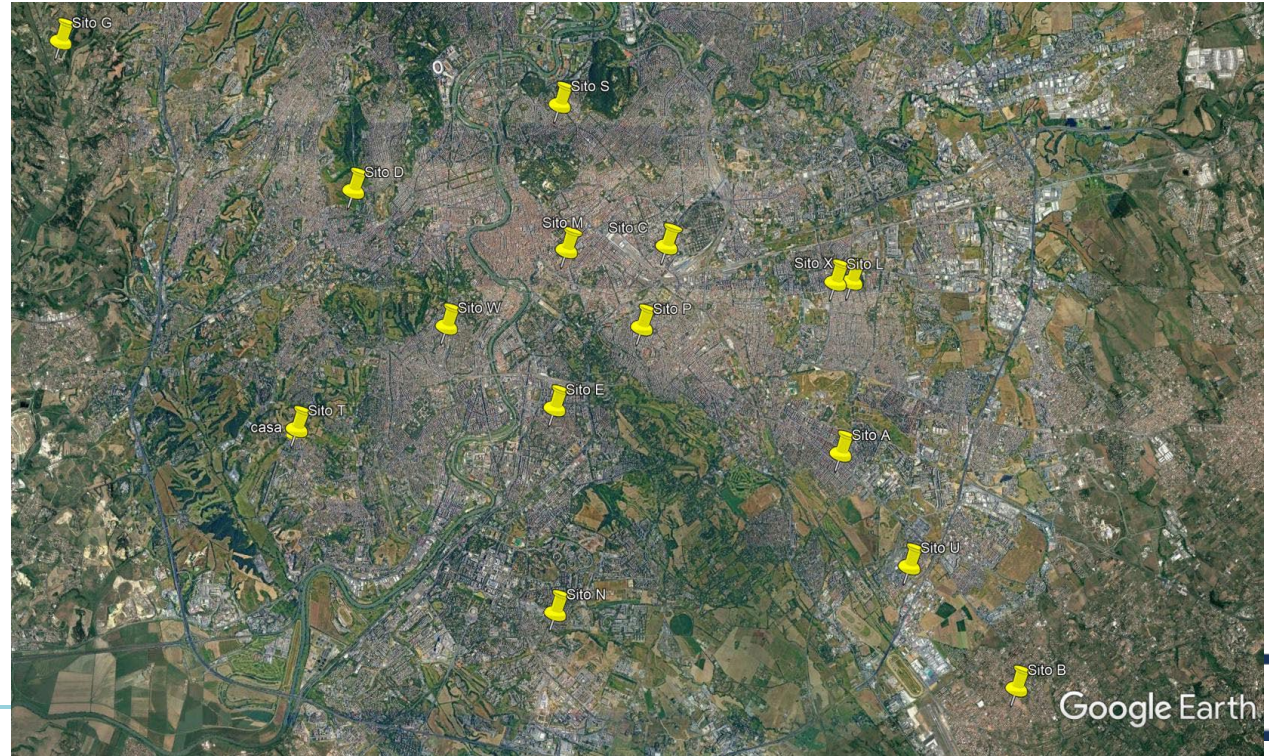 Sito G
Sito S
Sito D
Sito M
Sito C
Sito X
Sito L
Sito W
Sito P
Sito E
Sito T
casa
Sito A
Sito U
Sito N
Sito B
Google Earth